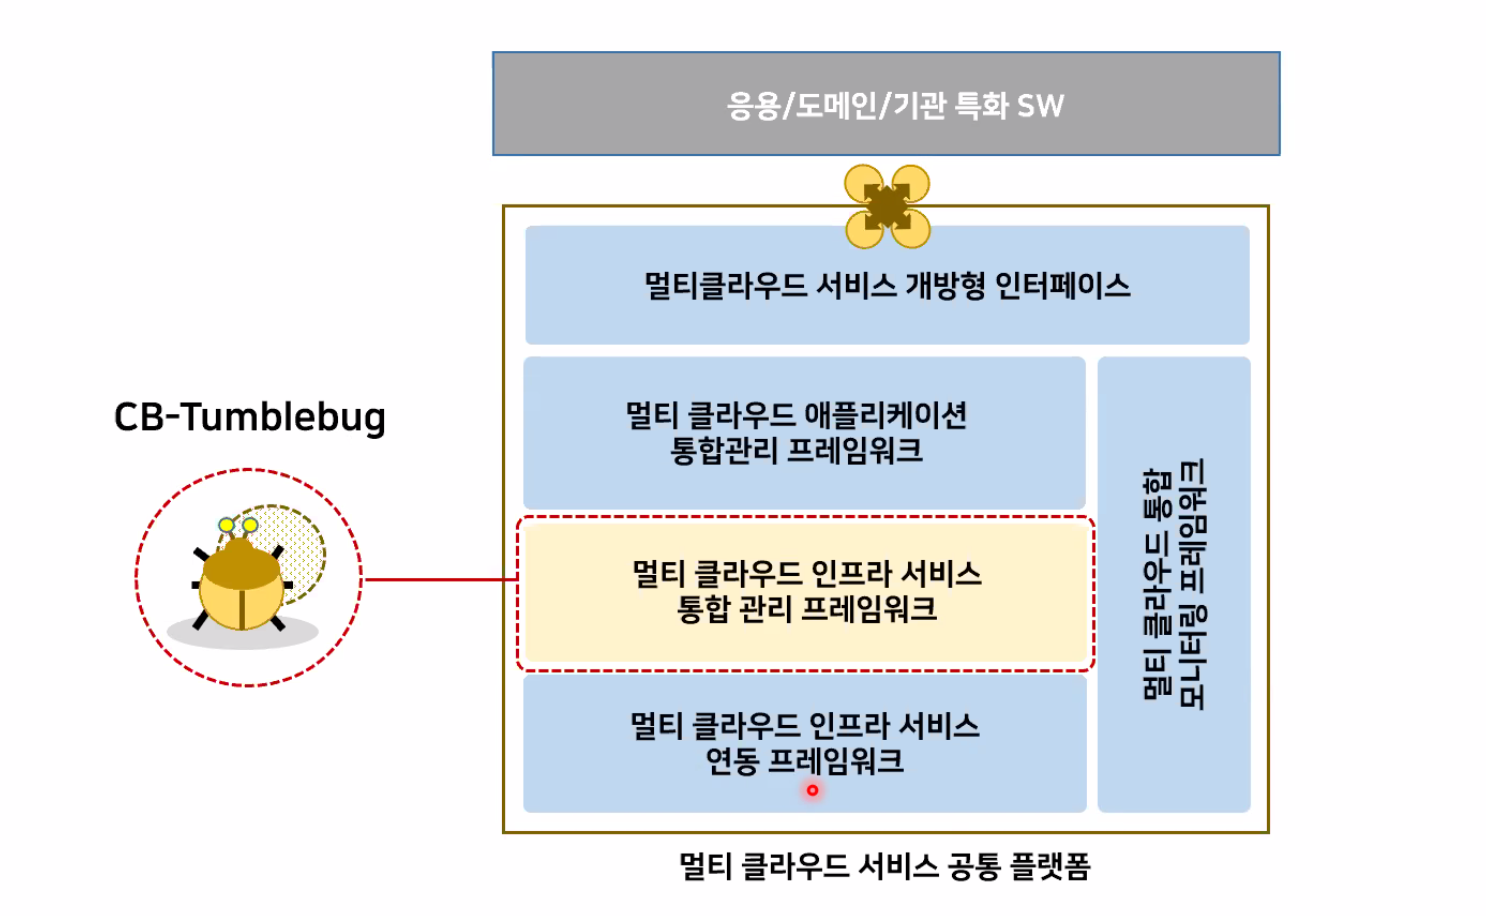 응용/도메인/기관 특화 SW
멀티클라우드 서비스 개방형 인터페이스
CB-Tumblebug
멀티 클라우드 애플리케이션
통합관리 프레임워크
멀티 클라우드 인프라 서비스
통합 관리 프레임워크
멀티 클라우드 인프라 서비스
연동 프레임워크
멀티 클라우드 통합
모니터링 프레임워크
멀티 클라우드 서비스 공통 플랫폼